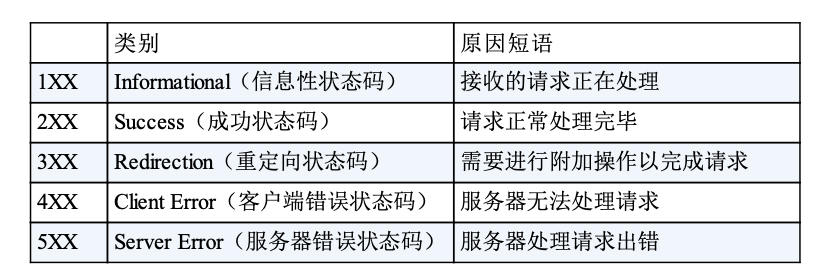 类别 原因短语
1XX Informational（信息性状态码） 接收的请求正在处理
2XX Success（成功状态码） 请求正常处理完毕
3XX Redirection（重定向状态码） 需要进行附加操作以完成请求
4XX Client Error（客户端错误状态码） 服务器无法处理请求
5XX Server Error（服务器错误状态码） 服务器处理请求出错